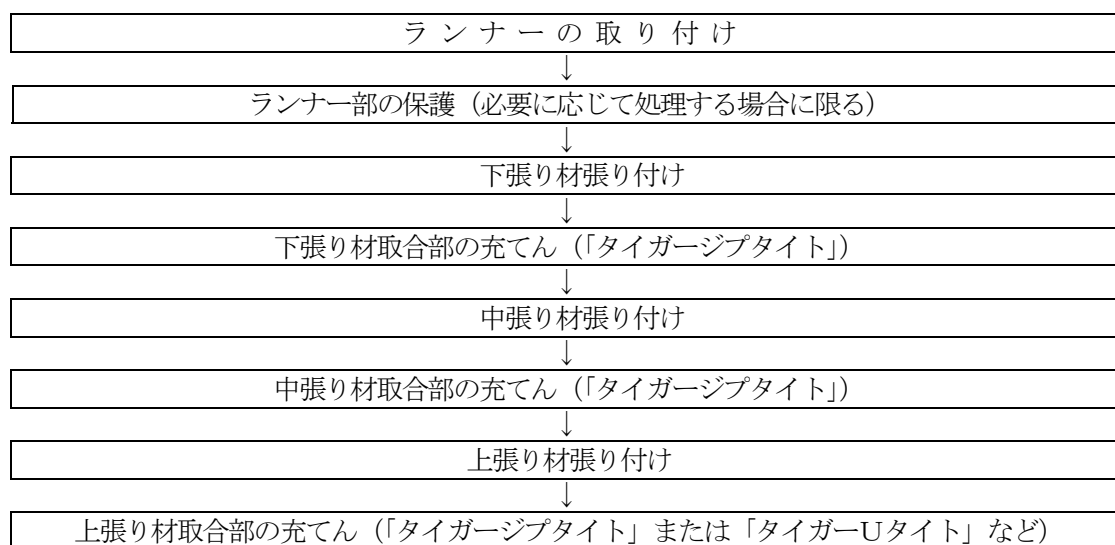 ランナーの取り付け
↓
ランナー部の保護（必要に応じて処理する場合に限る）
↓
下張り材張り付け
↓
下張り材取合部の充てん（「タイガージプタイト」）
↓
中張り材張り付け
↓
中張り材取合部の充てん（「タイガージプタイト」）
↓
上張り材張り付け
↓
上張り材取合部の充てん（「タイガージプタイト」または「タイガーＵタイト」など）